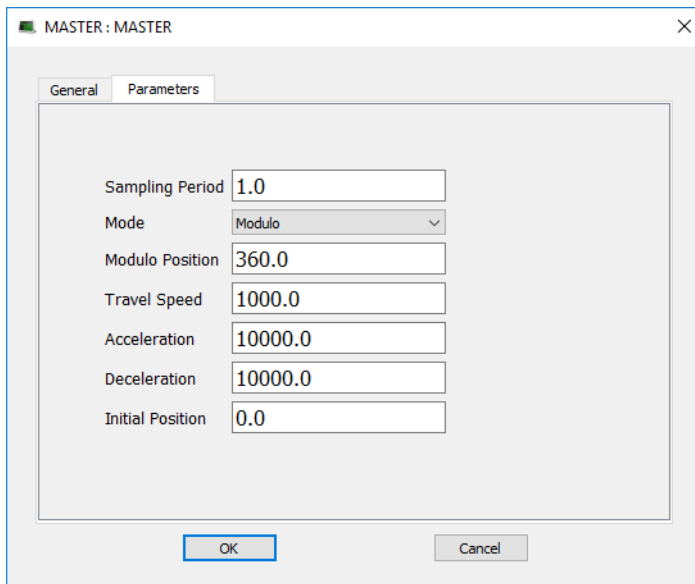 MASTER : MASTER
General Parameters
Sampling Period 1.0
Mode Modulo
Modulo Position 360.0
Travel Speed 1000.0
Acceleration 10000.0
Deceleration 10000.0
Initial Position 0.0
OK Cancel